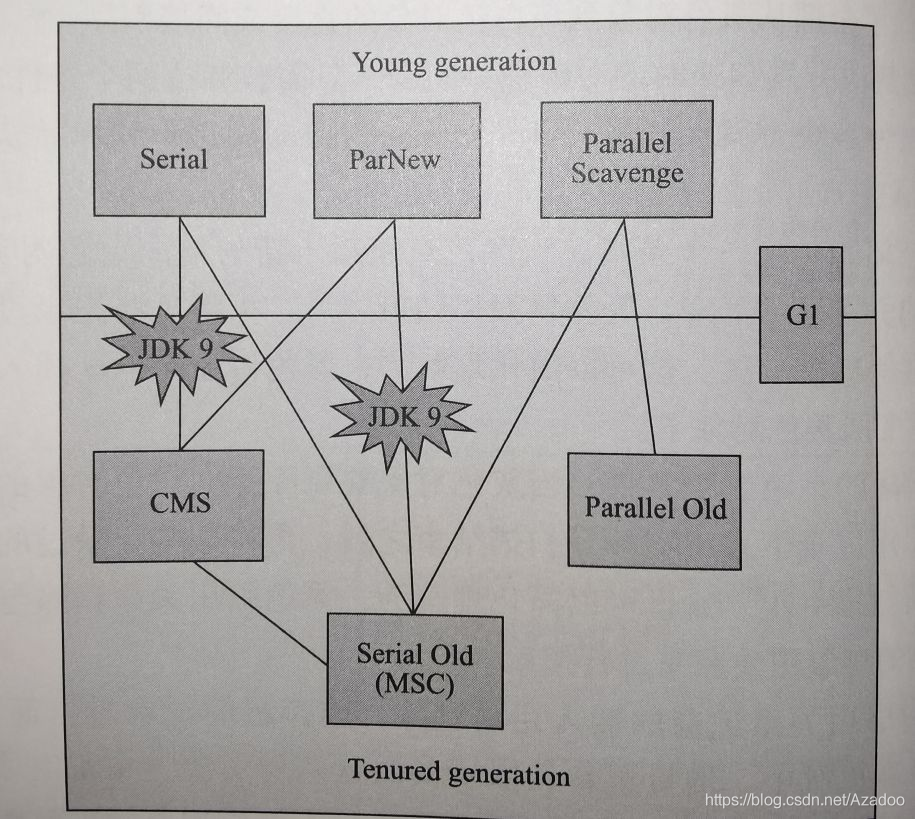 Young generation
Serial
ParNew
Parallel
Scavenge
G1
JDK 9
JDK 9
CMS
Parallel Old
Serial Old
(MSC)
Tenured generation
https://blog.csdn.net/Azadoo